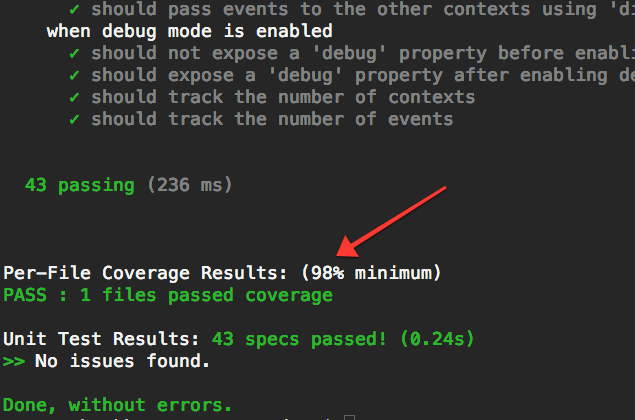 ✓ should pass events to the other contexts using 'di
when debug mode is enabled
✓ should not expose a 'debug' property before enabli
✓ should expose a 'debug' property after enabling de
✓ should track the number of contexts
✓ should track the number of events
43 passing (236 ms)
Per-File Coverage Results: (98% minimum)
PASS : 1 files passed coverage
Unit Test Results: 43 specs passed! (0.24s)
>> No issues found.
Done, without errors.